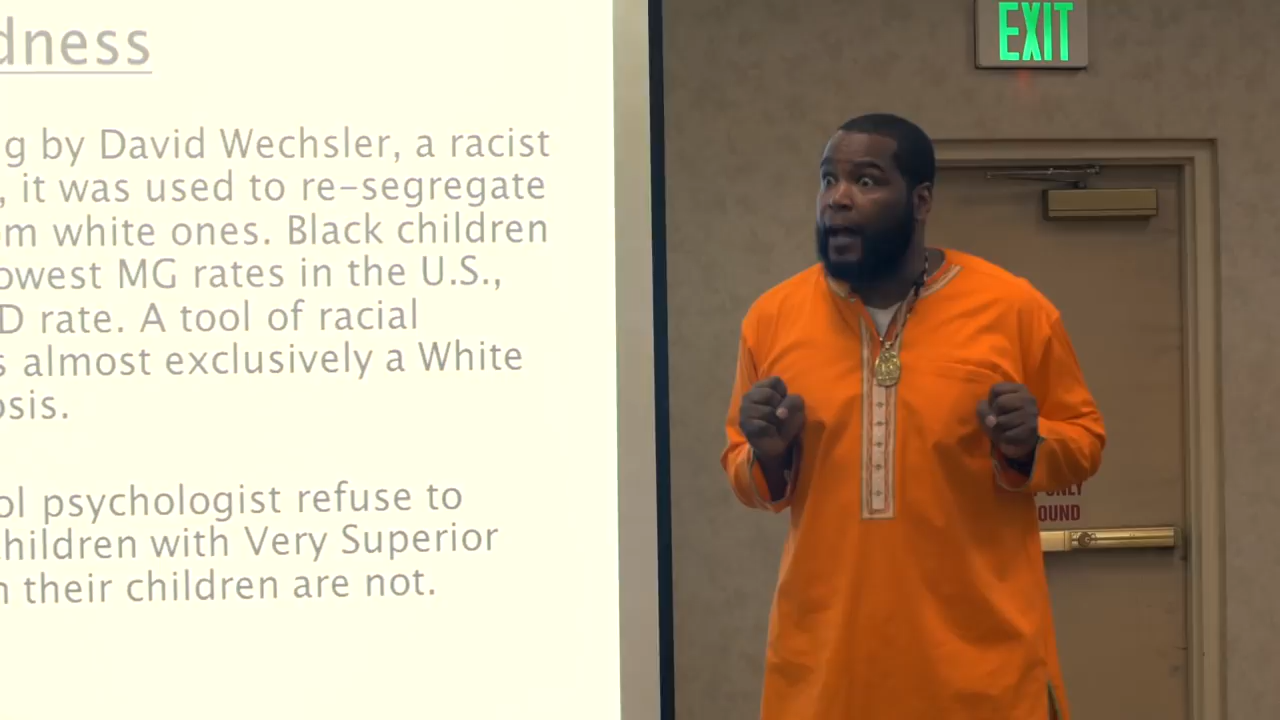 dness
g by David Wechsler, a racist
, it was used to re-segregate
m white ones. Black children
owest MG rates in the U.S.,
D rate. A tool of racial
s almost exclusively a White
osis.
ol psychologist refuse to
hildren with Very Superior
n their children are not.
EXIT
ONLY
OUND